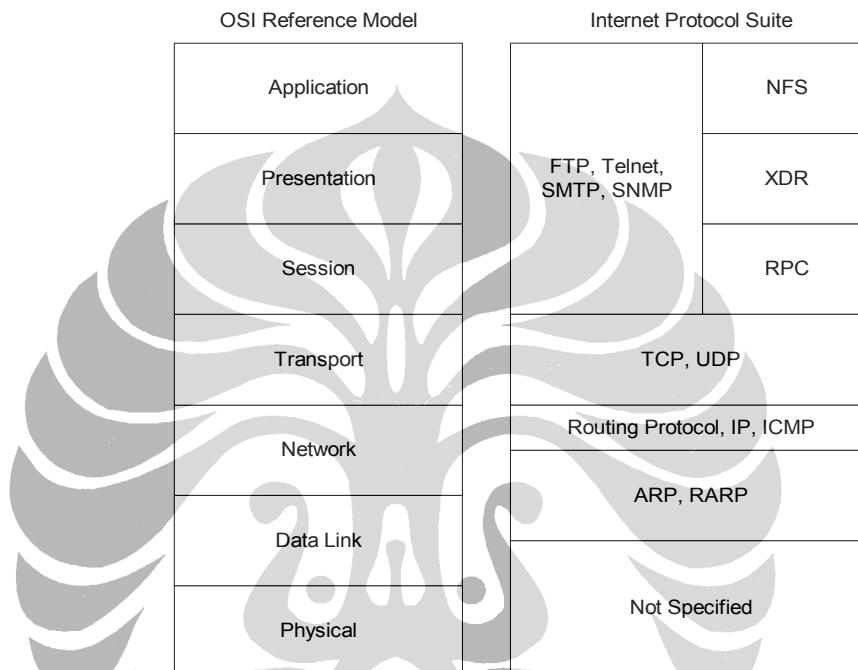 OSI Reference Model
Internet Protocol Suite
Application
Presentation
Session
Transport
Network
Data Link
Physical
FTP, Telnet,
SMTP, SNMP
NFS
XDR
RPC
TCP, UDP
Routing Protocol, IP, ICMP
ARP, RARP
Not Specified